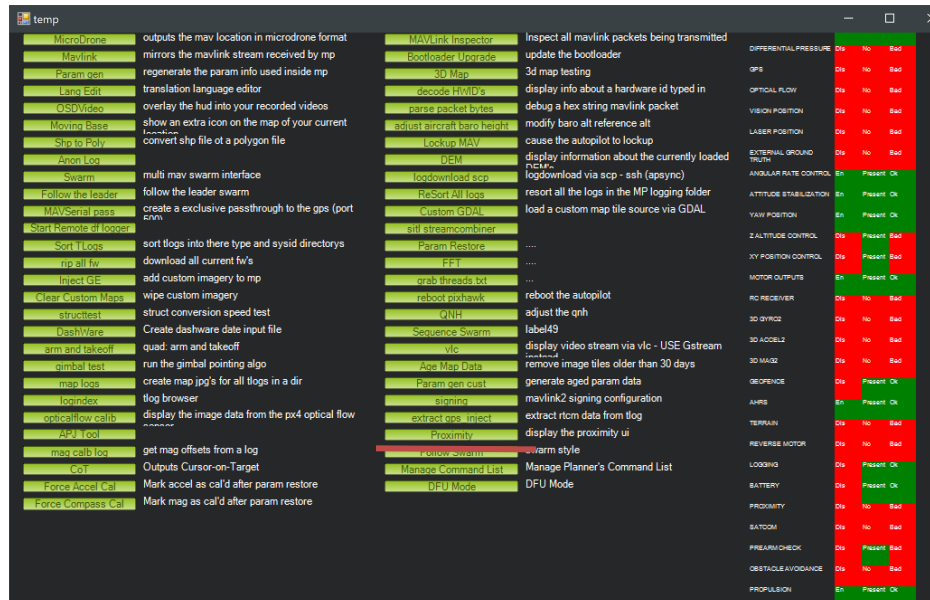 temp
MicroDrone outputs the mav location in microdrone format
Mavlink mirrors the mavlink stream received by mp
Param gen regenerate the param info used inside mp
Lang Edit translation language editor
OSDVideo overlay the hud into your recorded videos
Moving Base show an extra icon on the map of your current
location
Shp to Poly convert shp file ot a polygon file
Anon Log
Swarm multi mav swarm interface
Follow the leader follow the leader swarm
MAVSerial pass create a exclusive passthrough to the gps (port
500)
Start Remote df logger
Sort TLogs sort tlogs into there type and sysid directorys
rip all fw download all current fw's
Inject GE add custom imagery to mp
Clear Custom Maps wipe custom imagery
structtest struct conversion speed test
DashWare Create dashware date input file
arm and takeoff quad: arm and takeoff
gimbal test run the gimbal pointing algo
map logs create map jpg's for all tlogs in a dir
logindex tlog browser
opticalflow calib display the image data from the px4 optical flow
APJ Tool
mag calb log get mag offsets from a log
CoT Outputs Cursor-on-Target
Force Accel Cal Mark accel as cal'd after param restore
Force Compass Cal Mark mag as cal'd after param restore
MAVLink Inspector Inspect all mavlink packets being transmitted
Bootloader Upgrade update the bootloader
3D Map 3d map testing
decode HWID's display info about a hardware id typed in
parse packet bytes debug a hex string mavlink packet
adjust aircraft baro height modify baro alt reference alt
Lockup MAV cause the autopilot to lockup
DEM display information about the currently loaded
DEM's
logdownload scp logdownload via scp - ssh (apsync)
ReSort All logs resort all the logs in the MP logging folder
Custom GDAL load a custom map tile source via GDAL
sitl streamcombiner
Param Restore ....
FFT ....
grab threads.txt ...
reboot pixhawk reboot the autopilot
QNH adjust the qnh
Sequence Swarm label49
vlc display video stream via vlc - USE Gstream
instead
Age Map Data remove image tiles older than 30 days
Param gen cust generate aged param data
signing mavlink2 signing configuration
extract gps_inject extract rtcm data from tlog
Proximity display the proximity ui
Follow Swarm swarm style
Manage Command List Manage Planner's Command List
DFU Mode DFU Mode
DIFFERENTIAL PRESSURE Dis No Bad
GPS Dis No Bad
OPTICAL FLOW Dis No Bad
VISION POSITION Dis No Bad
LASER POSITION Dis No Bad
EXTERNAL GROUND
TRUTH Dis No Bad
ANGULAR RATE CONTROL En Present Ok
ATTITUDE STABILIZATION En Present Ok
YAW POSITION En Present Ok
Z ALTITUDE CONTROL Dis Present Bad
XY POSITION CONTROL Dis Present Bad
MOTOR OUTPUTS En Present Ok
RC RECEIVER Dis No Bad
3D GYRO2 Dis No Bad
3D ACCEL2 Dis No Bad
3D MAG2 Dis No Bad
GEOFENCE Dis Present Ok
AHRS En Present Ok
TERRAIN Dis No Bad
REVERSE MOTOR Dis No Bad
LOGGING Dis Present Ok
BATTERY Dis Present Ok
PROXIMITY Dis No Bad
SATCOM Dis No Bad
PREARM CHECK Dis Present Bad
OBSTACLE AVOIDANCE Dis No Bad
PROPULSION En Present Ok